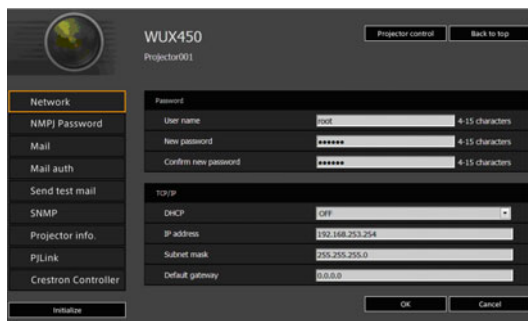 WUX450
Projector001
Projector control
Back to top
Network
NMPJ Password
Mail
Mail auth
Send test mail
SNMP
Projector info.
PJLink
Crestron Controller
Initialize
Password
User name root 4-15 characters
New password •••••• 4-15 characters
Confirm new password •••••• 4-15 characters
TCP/IP
DHCP OFF
IP address 192.168.253.254
Subnet mask 255.255.255.0
Default gateway 0.0.0.0
OK
Cancel